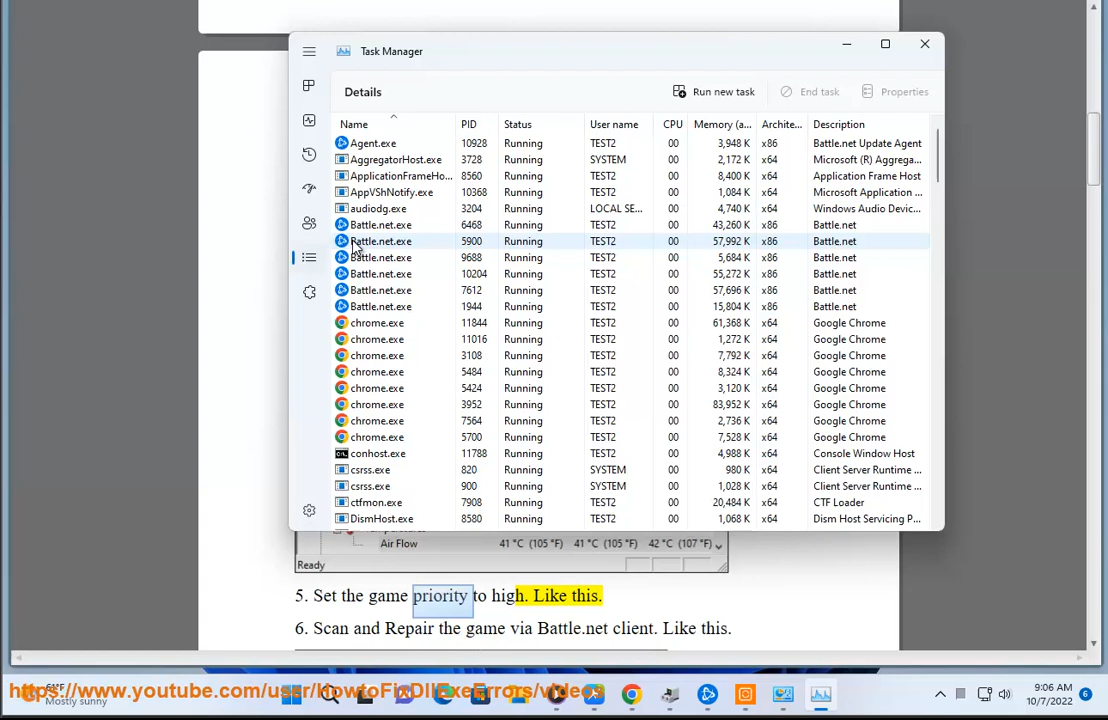 Task Manager
Details
Run new task
End task
Properties
Name PID Status User name CPU Memory (a... Archite... Description
Agent.exe 10928 Running TEST2 00 3,948 K x86 Battle.net Update Agent
AggregatorHost.exe 3728 Running SYSTEM 00 2,172 K x64 Microsoft (R) Aggrega...
ApplicationFrameHo... 8560 Running TEST2 00 8,400 K x64 Application Frame Host
AppVShNotify.exe 10368 Running TEST2 00 1,084 K x64 Microsoft Application ...
audiodg.exe 3204 Running LOCAL SE... 00 4,740 K x64 Windows Audio Devic...
Battle.net.exe 6468 Running TEST2 00 43,260 K x86 Battle.net
Battle.net.exe 5900 Running TEST2 00 57,992 K x86 Battle.net
Battle.net.exe 9688 Running TEST2 00 5,684 K x86 Battle.net
Battle.net.exe 10204 Running TEST2 00 55,272 K x86 Battle.net
Battle.net.exe 7612 Running TEST2 00 57,696 K x86 Battle.net
Battle.net.exe 1944 Running TEST2 00 15,804 K x86 Battle.net
chrome.exe 11844 Running TEST2 00 61,368 K x64 Google Chrome
chrome.exe 11016 Running TEST2 00 1,272 K x64 Google Chrome
chrome.exe 3108 Running TEST2 00 7,792 K x64 Google Chrome
chrome.exe 5484 Running TEST2 00 8,324 K x64 Google Chrome
chrome.exe 5424 Running TEST2 00 3,120 K x64 Google Chrome
chrome.exe 3952 Running TEST2 00 83,952 K x64 Google Chrome
chrome.exe 7564 Running TEST2 00 2,736 K x64 Google Chrome
chrome.exe 5700 Running TEST2 00 7,528 K x64 Google Chrome
conhost.exe 11788 Running TEST2 00 4,988 K x64 Console Window Host
csrss.exe 820 Running SYSTEM 00 980 K x64 Client Server Runtime ...
csrss.exe 900 Running SYSTEM 00 1,028 K x64 Client Server Runtime ...
ctfmon.exe 7908 Running TEST2 00 20,484 K x64 CTF Loader
DismHost.exe 8580 Running TEST2 00 1,068 K x64 Dism Host Servicing P...
Air Flow 41 °C (105 °F) 41 °C (105 °F) 42 °C (107 °F)
Ready
5. Set the game priority to high. Like this.
6. Scan and Repair the game via Battle.net client. Like this.
https://www.youtube.com/user/HowtoFixDllExeErrors/videos
Mostly sunny
9:06 AM
10/7/2022
6